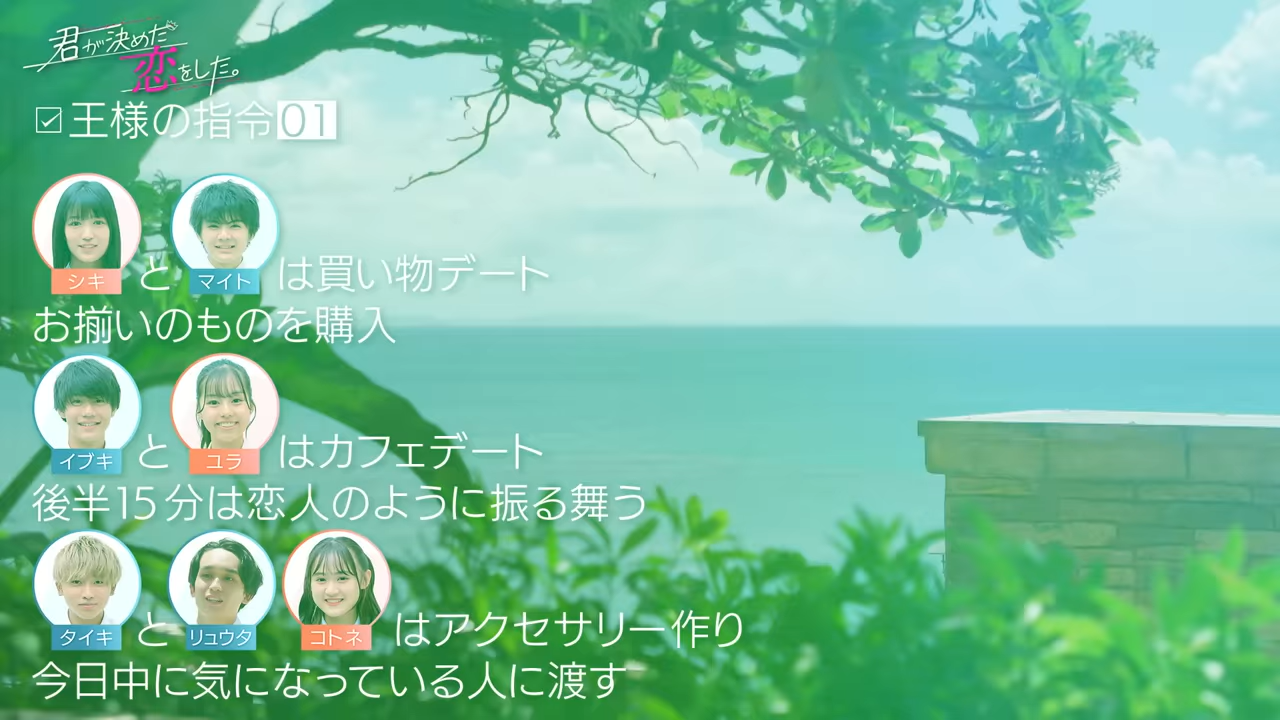 君が決めた
恋をした。
王様の指令01
シキ と マイト は買い物デート
お揃いのものを購入
イブキ と ユラ はカフェデート
後半15分は恋人のように振る舞う
タイキ と リュウタ コトネ はアクセサリー作り
今日中に気になっている人に渡す